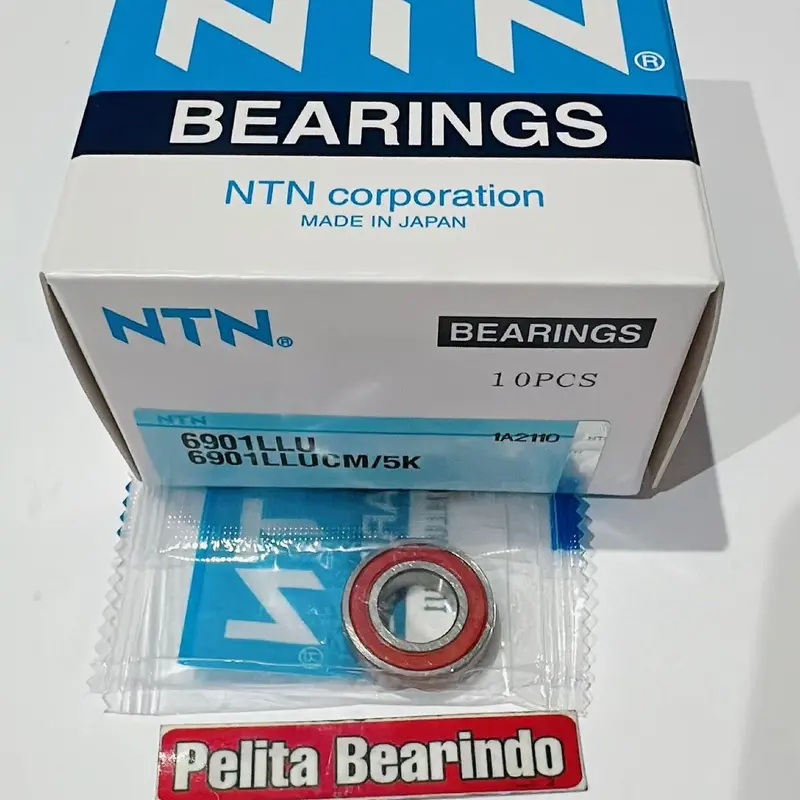 NTN®
BEARINGS
NTN corporation
MADE IN JAPAN
NTN®
BEARINGS
10PCS
NTN
6901LLU
1A2110
6901LLUCM/5K
Pelita Bearindo